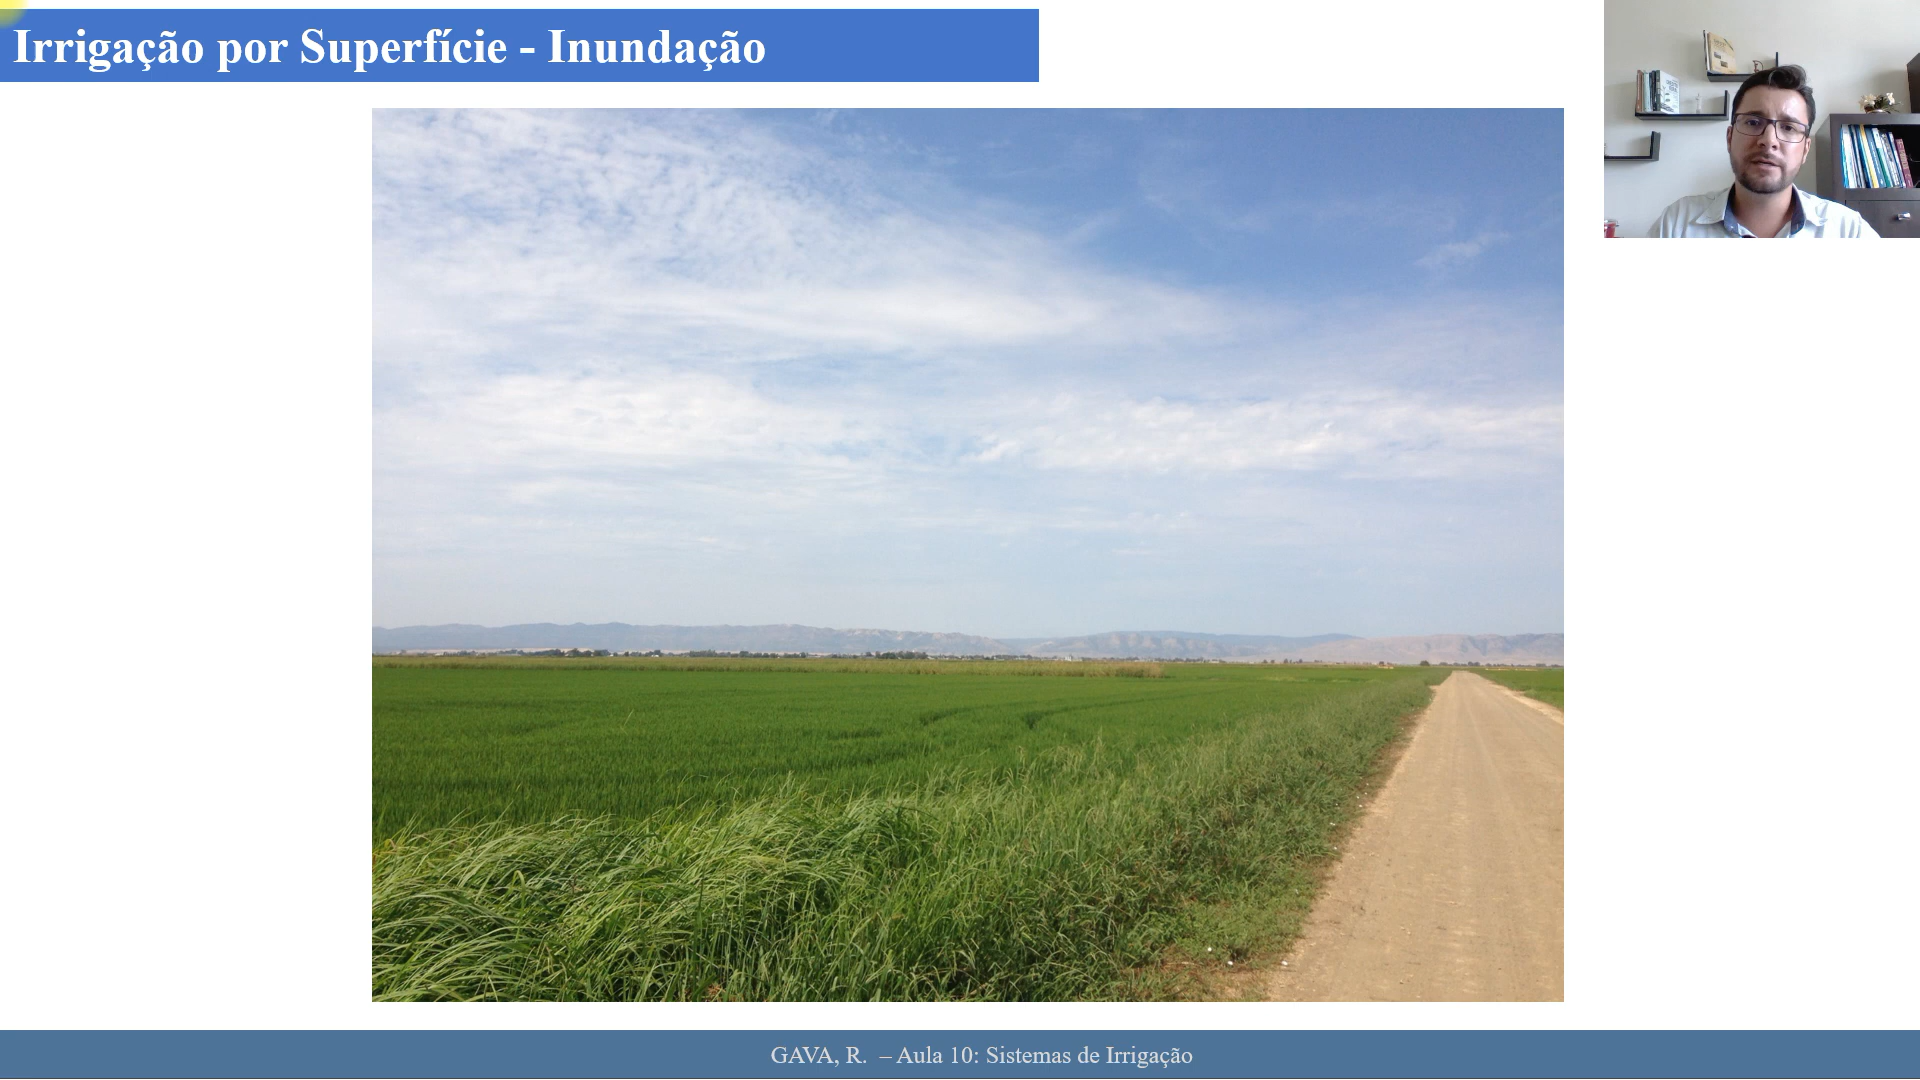 Irrigação por Superfície - Inundação
GAVA, R. – Aula 10: Sistemas de Irrigação